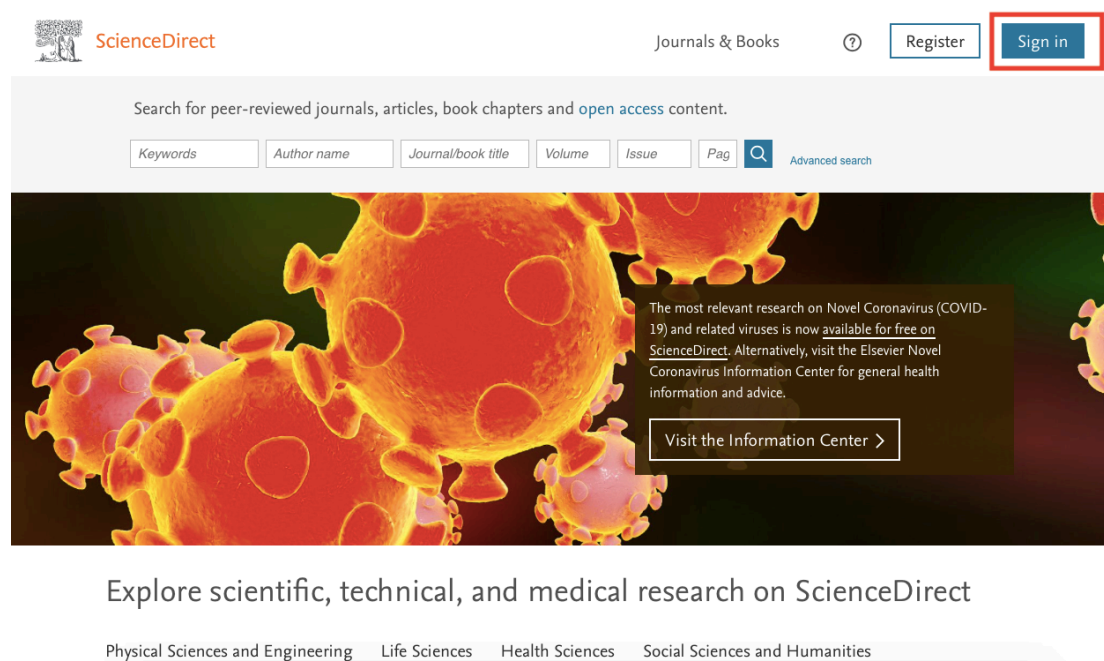 ScienceDirect
Journals & Books
?
Register
Sign in
Search for peer-reviewed journals, articles, book chapters and open access content.
Keywords
Author name
Journal/book title
Volume
Issue
Pag
Advanced search
The most relevant research on Novel Coronavirus (COVID-
19) and related viruses is now available for free on
ScienceDirect. Alternatively, visit the Elsevier Novel
Coronavirus Information Center for general health
information and advice.
Visit the Information Center >
Explore scientific, technical, and medical research on ScienceDirect
Physical Sciences and Engineering
Life Sciences
Health Sciences
Social Sciences and Humanities